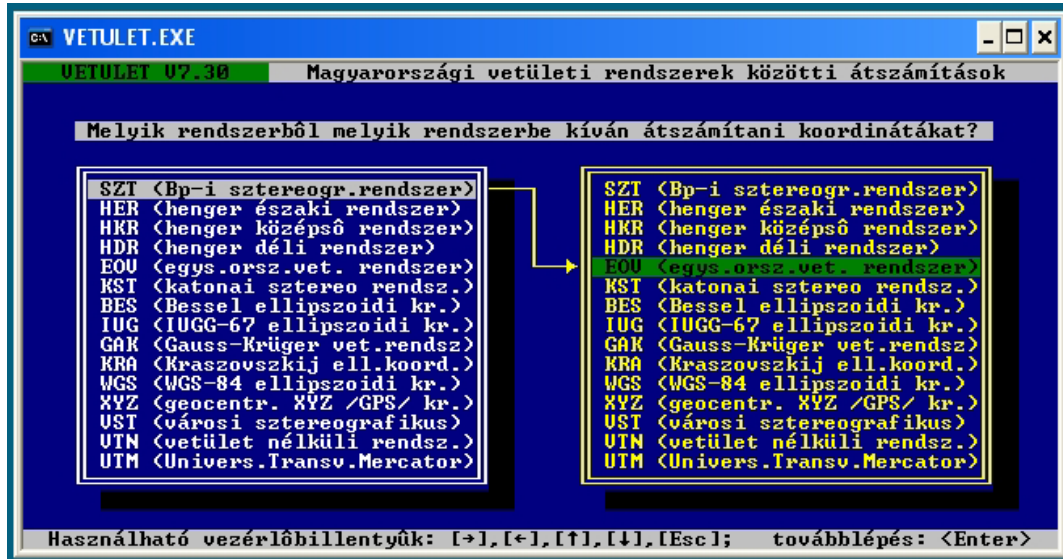 VETULET.EXE
VETULET V7.30 Magyarországi vetületi rendszerek közötti átszámítások
Melyik rendszerbôl melyik rendszerbe kíván átszámítani koordinátákat?
SZT (Bp-i sztereogr.rendszer)
HER (henger északi rendszer)
HKR (henger középsô rendszer)
HDR (henger déli rendszer)
EOV (egys.orsz.vet. rendszer)
KST (katonai sztereo rendsz.)
BES (Bessel ellipszoidi kr.)
IUG (IUGG-67 ellipszoidi kr.)
GAK (Gauss-Krüger vet.rendsz)
KRA (Kraszovszkij ell.koord.)
WGS (WGS-84 ellipszoidi kr.)
XYZ (geocentr. XYZ /GPS/ kr.)
VST (városi sztereografikus)
VTN (vetület nélküli rendsz.)
UTM (Univers.Transv.Mercator)
SZT (Bp-i sztereogr.rendszer)
HER (henger északi rendszer)
HKR (henger középsô rendszer)
HDR (henger déli rendszer)
EOV (egys.orsz.vet. rendszer)
KST (katonai sztereo rendsz.)
BES (Bessel ellipszoidi kr.)
IUG (IUGG-67 ellipszoidi kr.)
GAK (Gauss-Krüger vet.rendsz)
KRA (Kraszovszkij ell.koord.)
WGS (WGS-84 ellipszoidi kr.)
XYZ (geocentr. XYZ /GPS/ kr.)
VST (városi sztereografikus)
VTN (vetület nélküli rendsz.)
UTM (Univers.Transv.Mercator)
Használható vezérlôbillentyûk: [→],[←],[↑],[↓],[Esc]; továbblépés: <Enter>